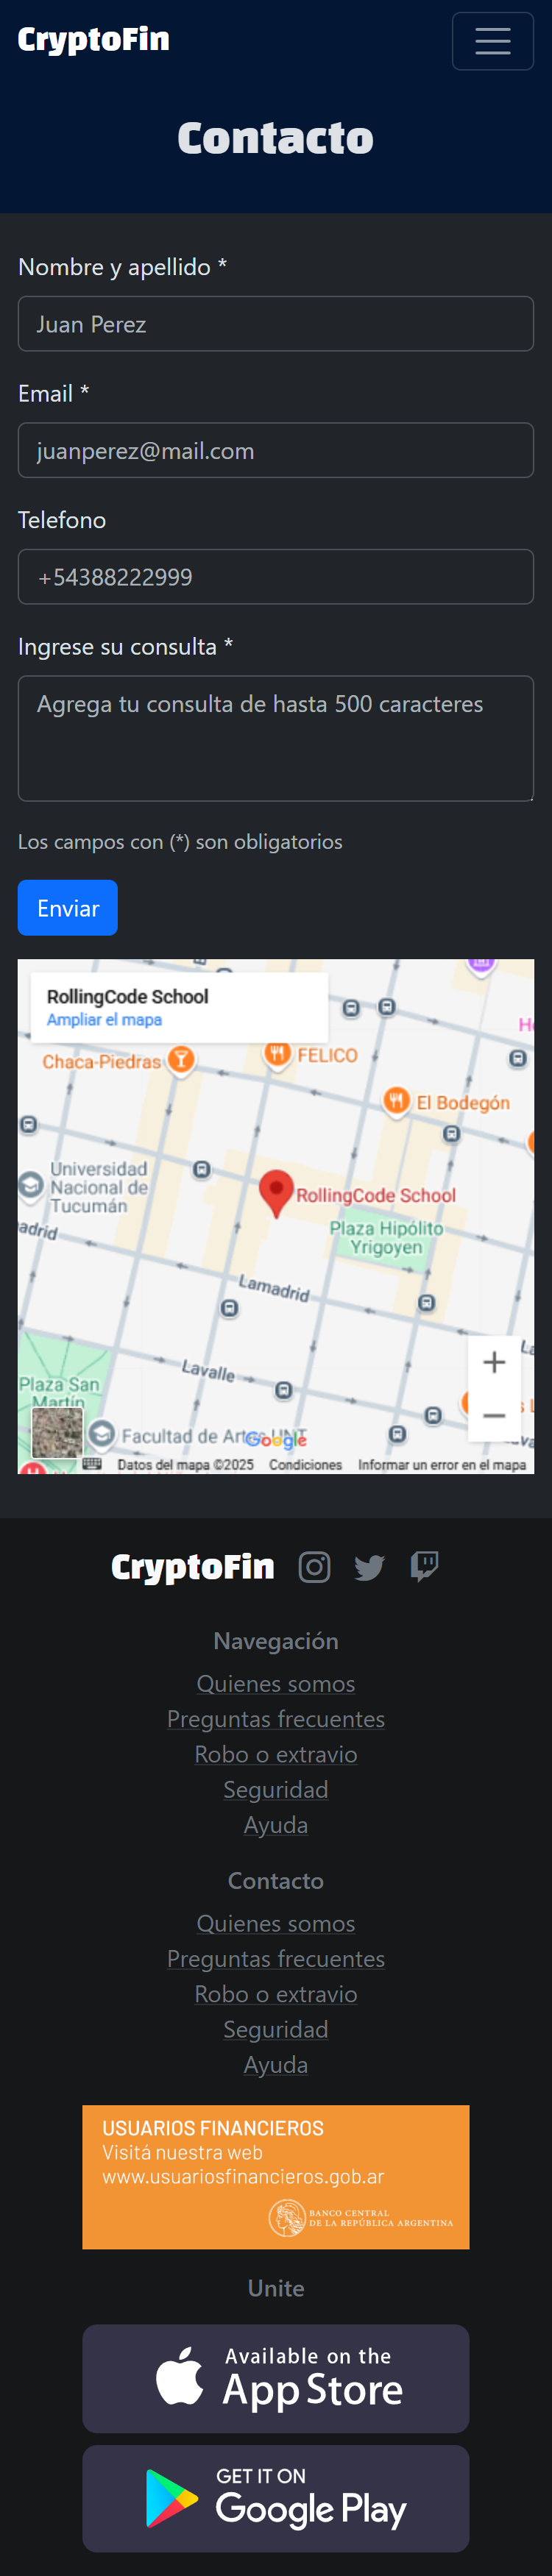 CryptoFin
Contacto
Nombre y apellido *
Juan Perez
Email *
juanperez@mail.com
Telefono
+54388222999
Ingrese su consulta *
Agrega tu consulta de hasta 500 caracteres
Los campos con (*) son obligatorios
Enviar
RollingCode School
Ampliar el mapa
Chaca-Piedras
FELICO
El Bodegón
Universidad
Nacional de
Tucumán
RollingCode School
Plaza Hipólito
Yrigoyen
adrid
Lamadrid
Lavalle
Plaza San
Martín
Facultad de Artes UNT
Google
Datos del mapa ©2025
Condiciones
Informar un error en el mapa
CryptoFin
Navegación
Quienes somos
Preguntas frecuentes
Robo o extravio
Seguridad
Ayuda
Contacto
Quienes somos
Preguntas frecuentes
Robo o extravio
Seguridad
Ayuda
USUARIOS FINANCIEROS
Visitá nuestra web
www.usuariosfinancieros.gob.ar
BANCO CENTRAL
DE LA REPÚBLICA ARGENTINA
Unite
Available on the
App Store
GET IT ON
Google Play